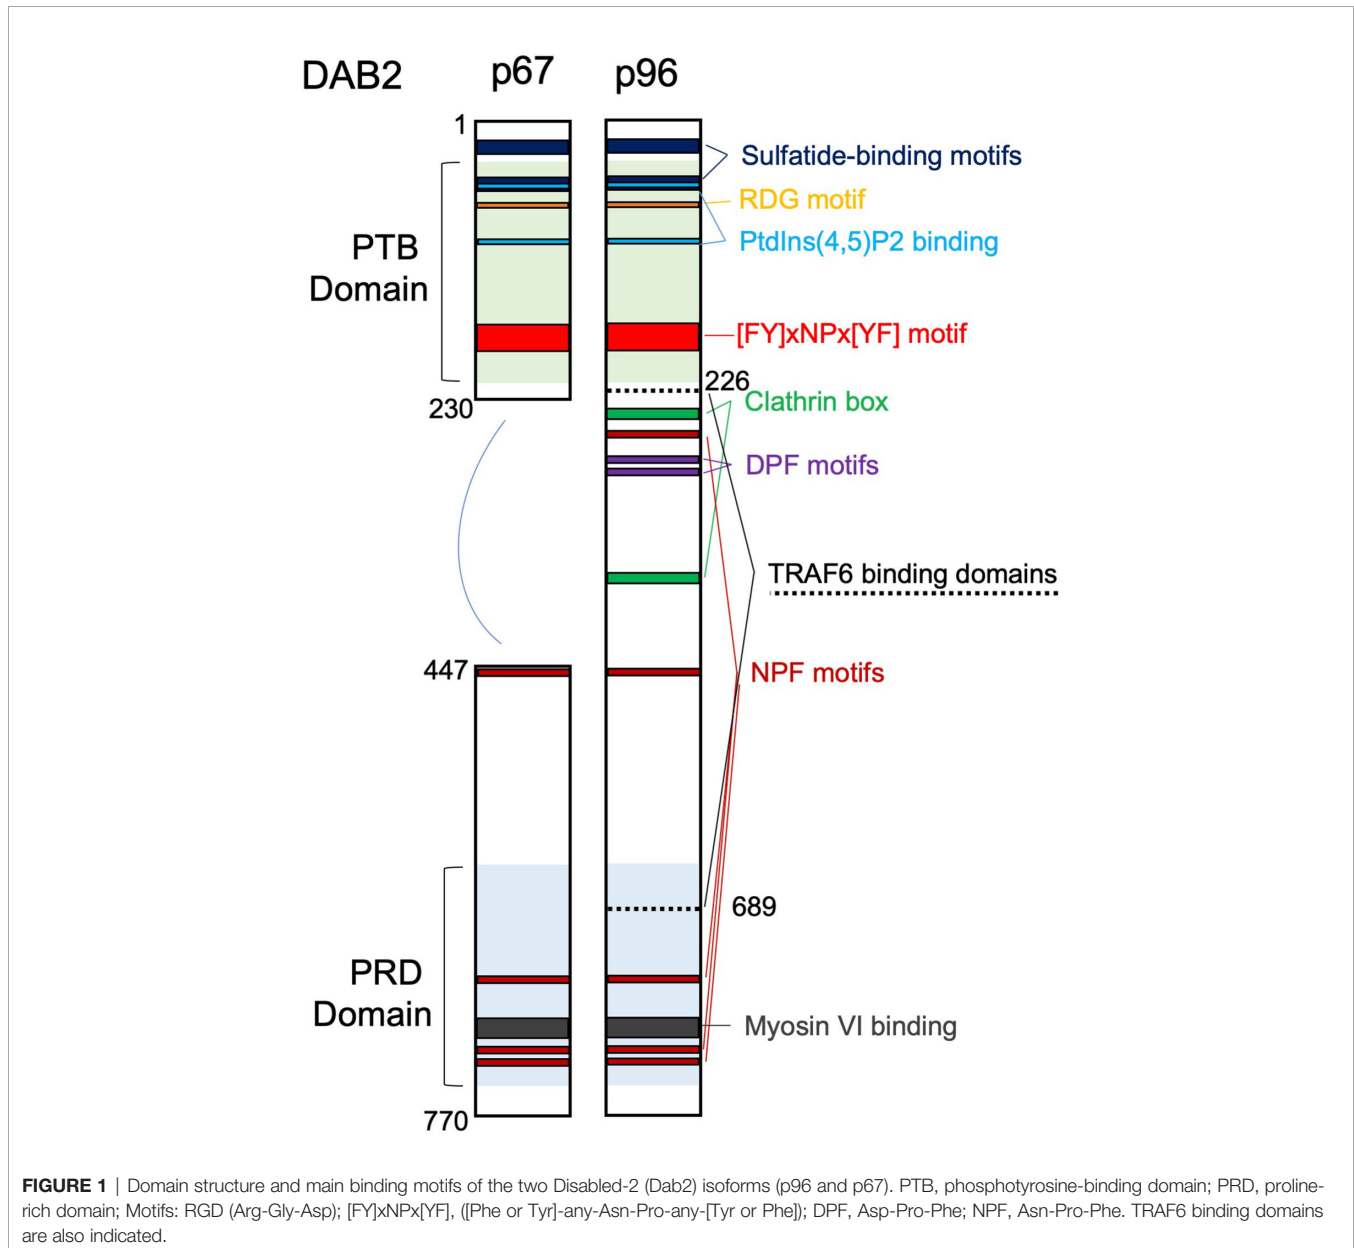 DAB2 p67 p96
1
Sulfatide-binding motifs
RDG motif
PtdIns(4,5)P2 binding
PTB
Domain
[FY]xNPx[YF] motif
226
230
Clathrin box
DPF motifs
TRAF6 binding domains
447
NPF motifs
689
PRD
Domain
Myosin VI binding
770
FIGURE 1 | Domain structure and main binding motifs of the two Disabled-2 (Dab2) isoforms (p96 and p67). PTB, phosphotyrosine-binding domain; PRD, proline-
rich domain; Motifs: RGD (Arg-Gly-Asp); [FY]xNPx[YF], ([Phe or Tyr]-any-Asn-Pro-any-[Tyr or Phe]); DPF, Asp-Pro-Phe; NPF, Asn-Pro-Phe. TRAF6 binding domains
are also indicated.